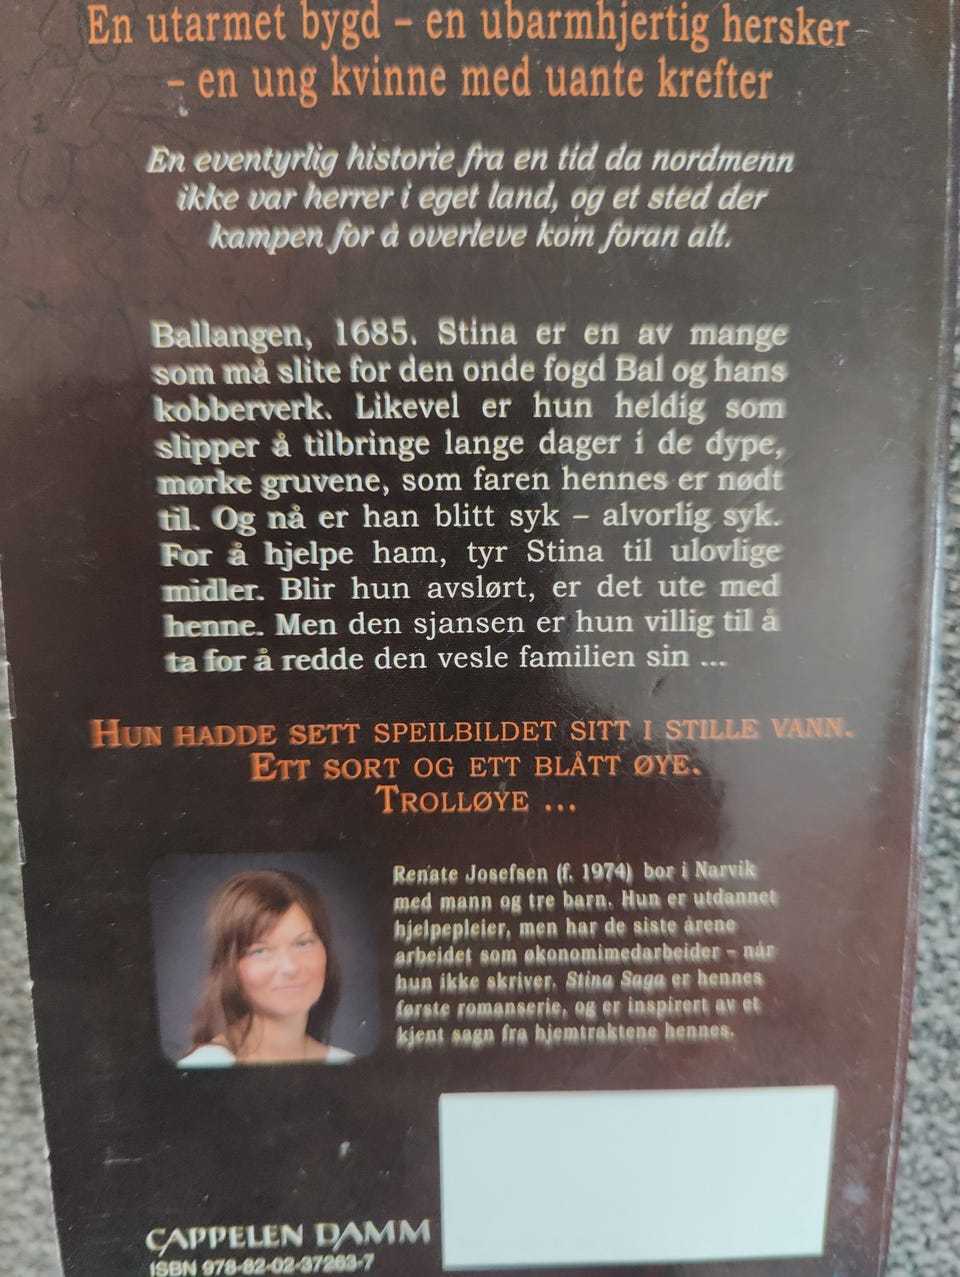 En utarmet bygd – en ubarmhjertig hersker
– en ung kvinne med uante krefter
En eventyrlig historie fra en tid da nordmenn
ikke var herrer i eget land, og et sted der
kampen for å overleve kom foran alt.
Ballangen, 1685. Stina er en av mange
som må slite for den onde fogd Bal og hans
kobberverk. Likevel er hun heldig som
slipper å tilbringe lange dager i de dype,
mørke gruvene, som faren hennes er nødt
til. Og nå er han blitt syk – alvorlig syk.
For å hjelpe ham, tyr Stina til ulovlige
midler. Blir hun avslørt, er det ute med
henne. Men den sjansen er hun villig til å
ta for å redde den vesle familien sin ...
HUN HADDE SETT SPEILBILDET SITT I STILLE VANN.
ETT SORT OG ETT BLÅTT ØYE.
TROLLØYE ...
Renate Josefsen (f. 1974) bor i Narvik
med mann og tre barn. Hun er utdannet
hjelpepleier, men har de siste årene
arbeidet som økonomimedarbeider – når
hun ikke skriver. Stina Saga er hennes
første romanserie, og er inspirert av et
kjent sagn fra hjemtraktene hennes.
CAPPELEN DAMM
ISBN 978-82-02-37263-7